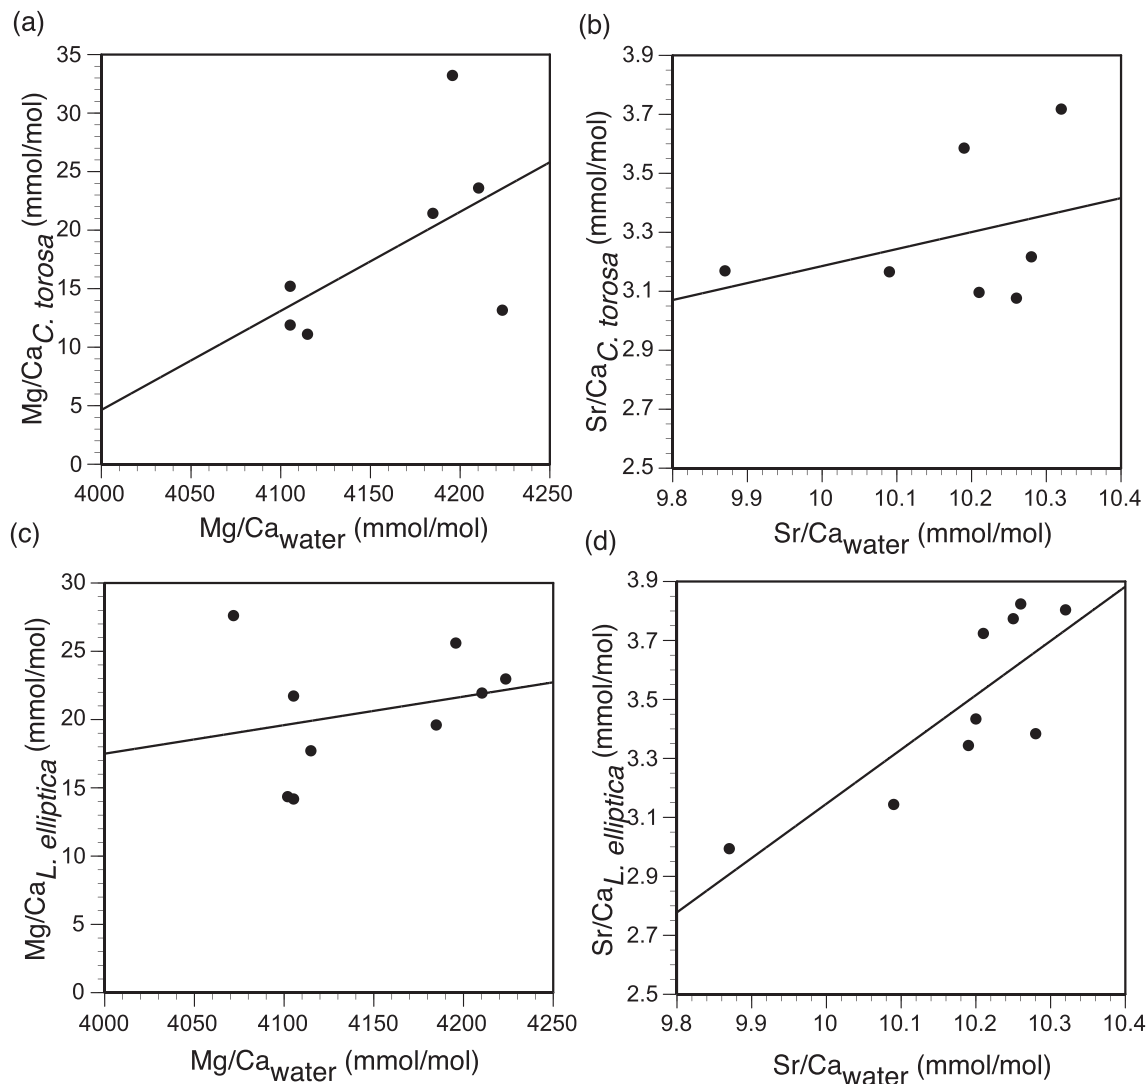 (a)
35
30
25
20
15
10
5
0
Mg/Ca C. torosa (mmol/mol)
4000 4050 4100 4150 4200 4250
Mg/Ca water (mmol/mol)
(b)
3.9
3.7
3.5
3.3
3.1
2.9
2.7
2.5
Sr/Ca C. torosa (mmol/mol)
9.8 9.9 10 10.1 10.2 10.3 10.4
Sr/Ca water (mmol/mol)
(c)
30
25
20
15
10
5
0
Mg/Ca L. elliptica (mmol/mol)
4000 4050 4100 4150 4200 4250
Mg/Ca water (mmol/mol)
(d)
3.9
3.7
3.5
3.3
3.1
2.9
2.7
2.5
Sr/Ca L. elliptica (mmol/mol)
9.8 9.9 10 10.1 10.2 10.3 10.4
Sr/Ca water (mmol/mol)